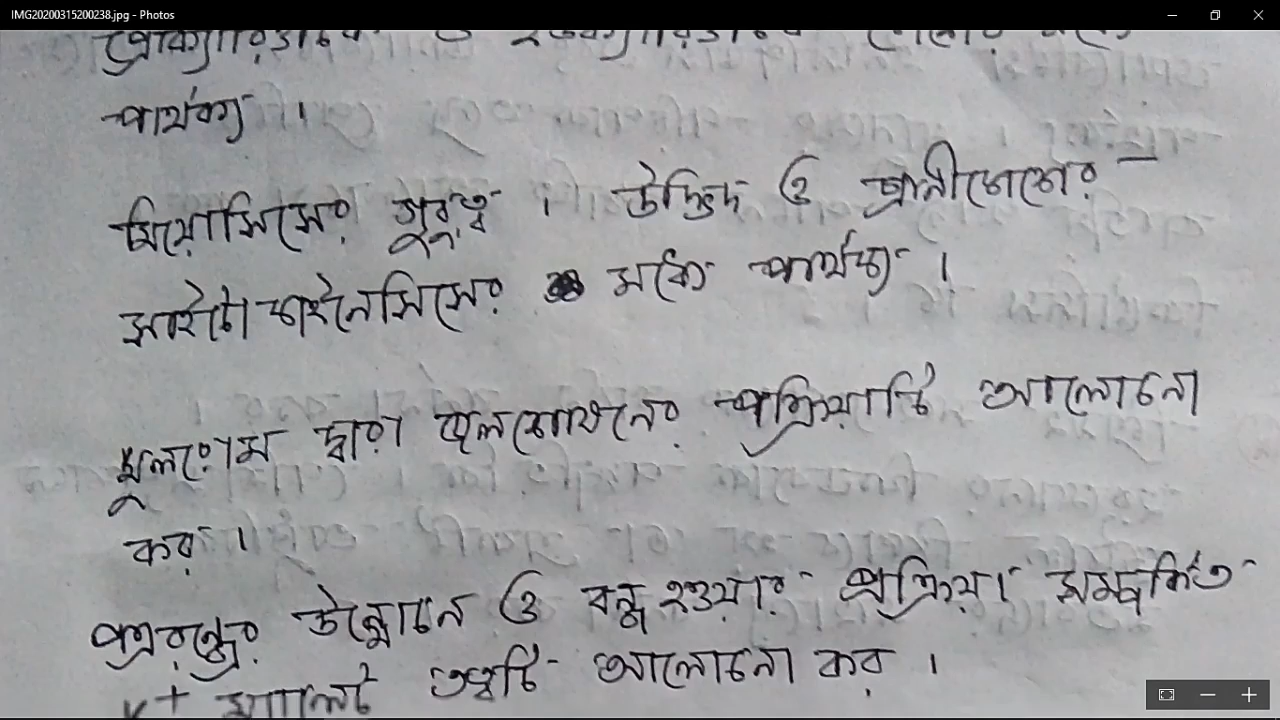 IMG20200315200238.jpg - Photos
পার্থক্য ।
মিয়োসিসের গুরুত্ব । উদ্ভিদ ও প্রানীকোশের
সাইটোকাইনেসিসের মধ্যে পার্থক্য ।
মূলরোম দ্বারা জলশোষনের প্রক্রিয়াটি আলোচনা
কর ।
পত্ররন্ধ্রের উন্মোচন ও বন্ধ হওয়ার প্রক্রিয়া সম্পর্কিত
K+ ম্যালেট তত্ত্বটি আলোচনা কর ।